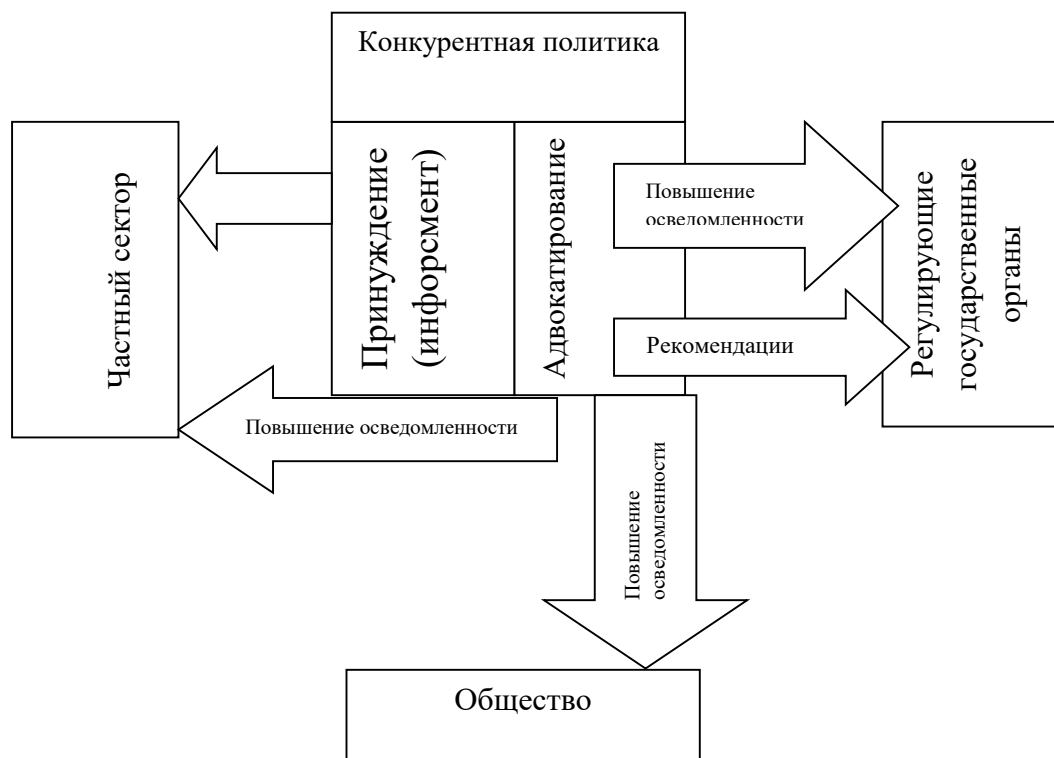 Конкурентная политика
Частный сектор
Принуждение
(инфорсмент)
Адвокатирование
Повышение
осведомленности
Рекомендации
Регулирующие
государственные
органы
Повышение осведомленности
Повышение
осведомленности
Общество